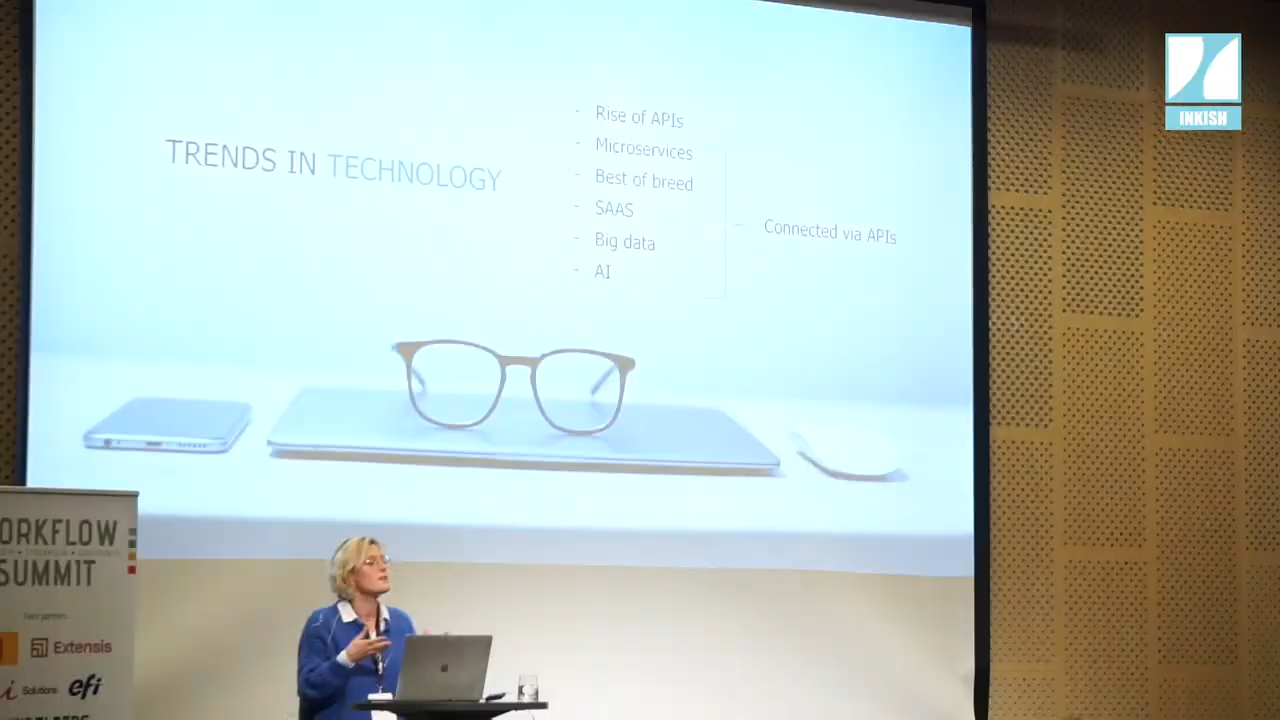 TRENDS IN TECHNOLOGY
- Rise of APIs
- Microservices
- Best of breed
- SAAS
- Big data
- AI
Connected via APIs
INKISH
ORKFLOW
SUMMIT
Extensis
Solutions
efi